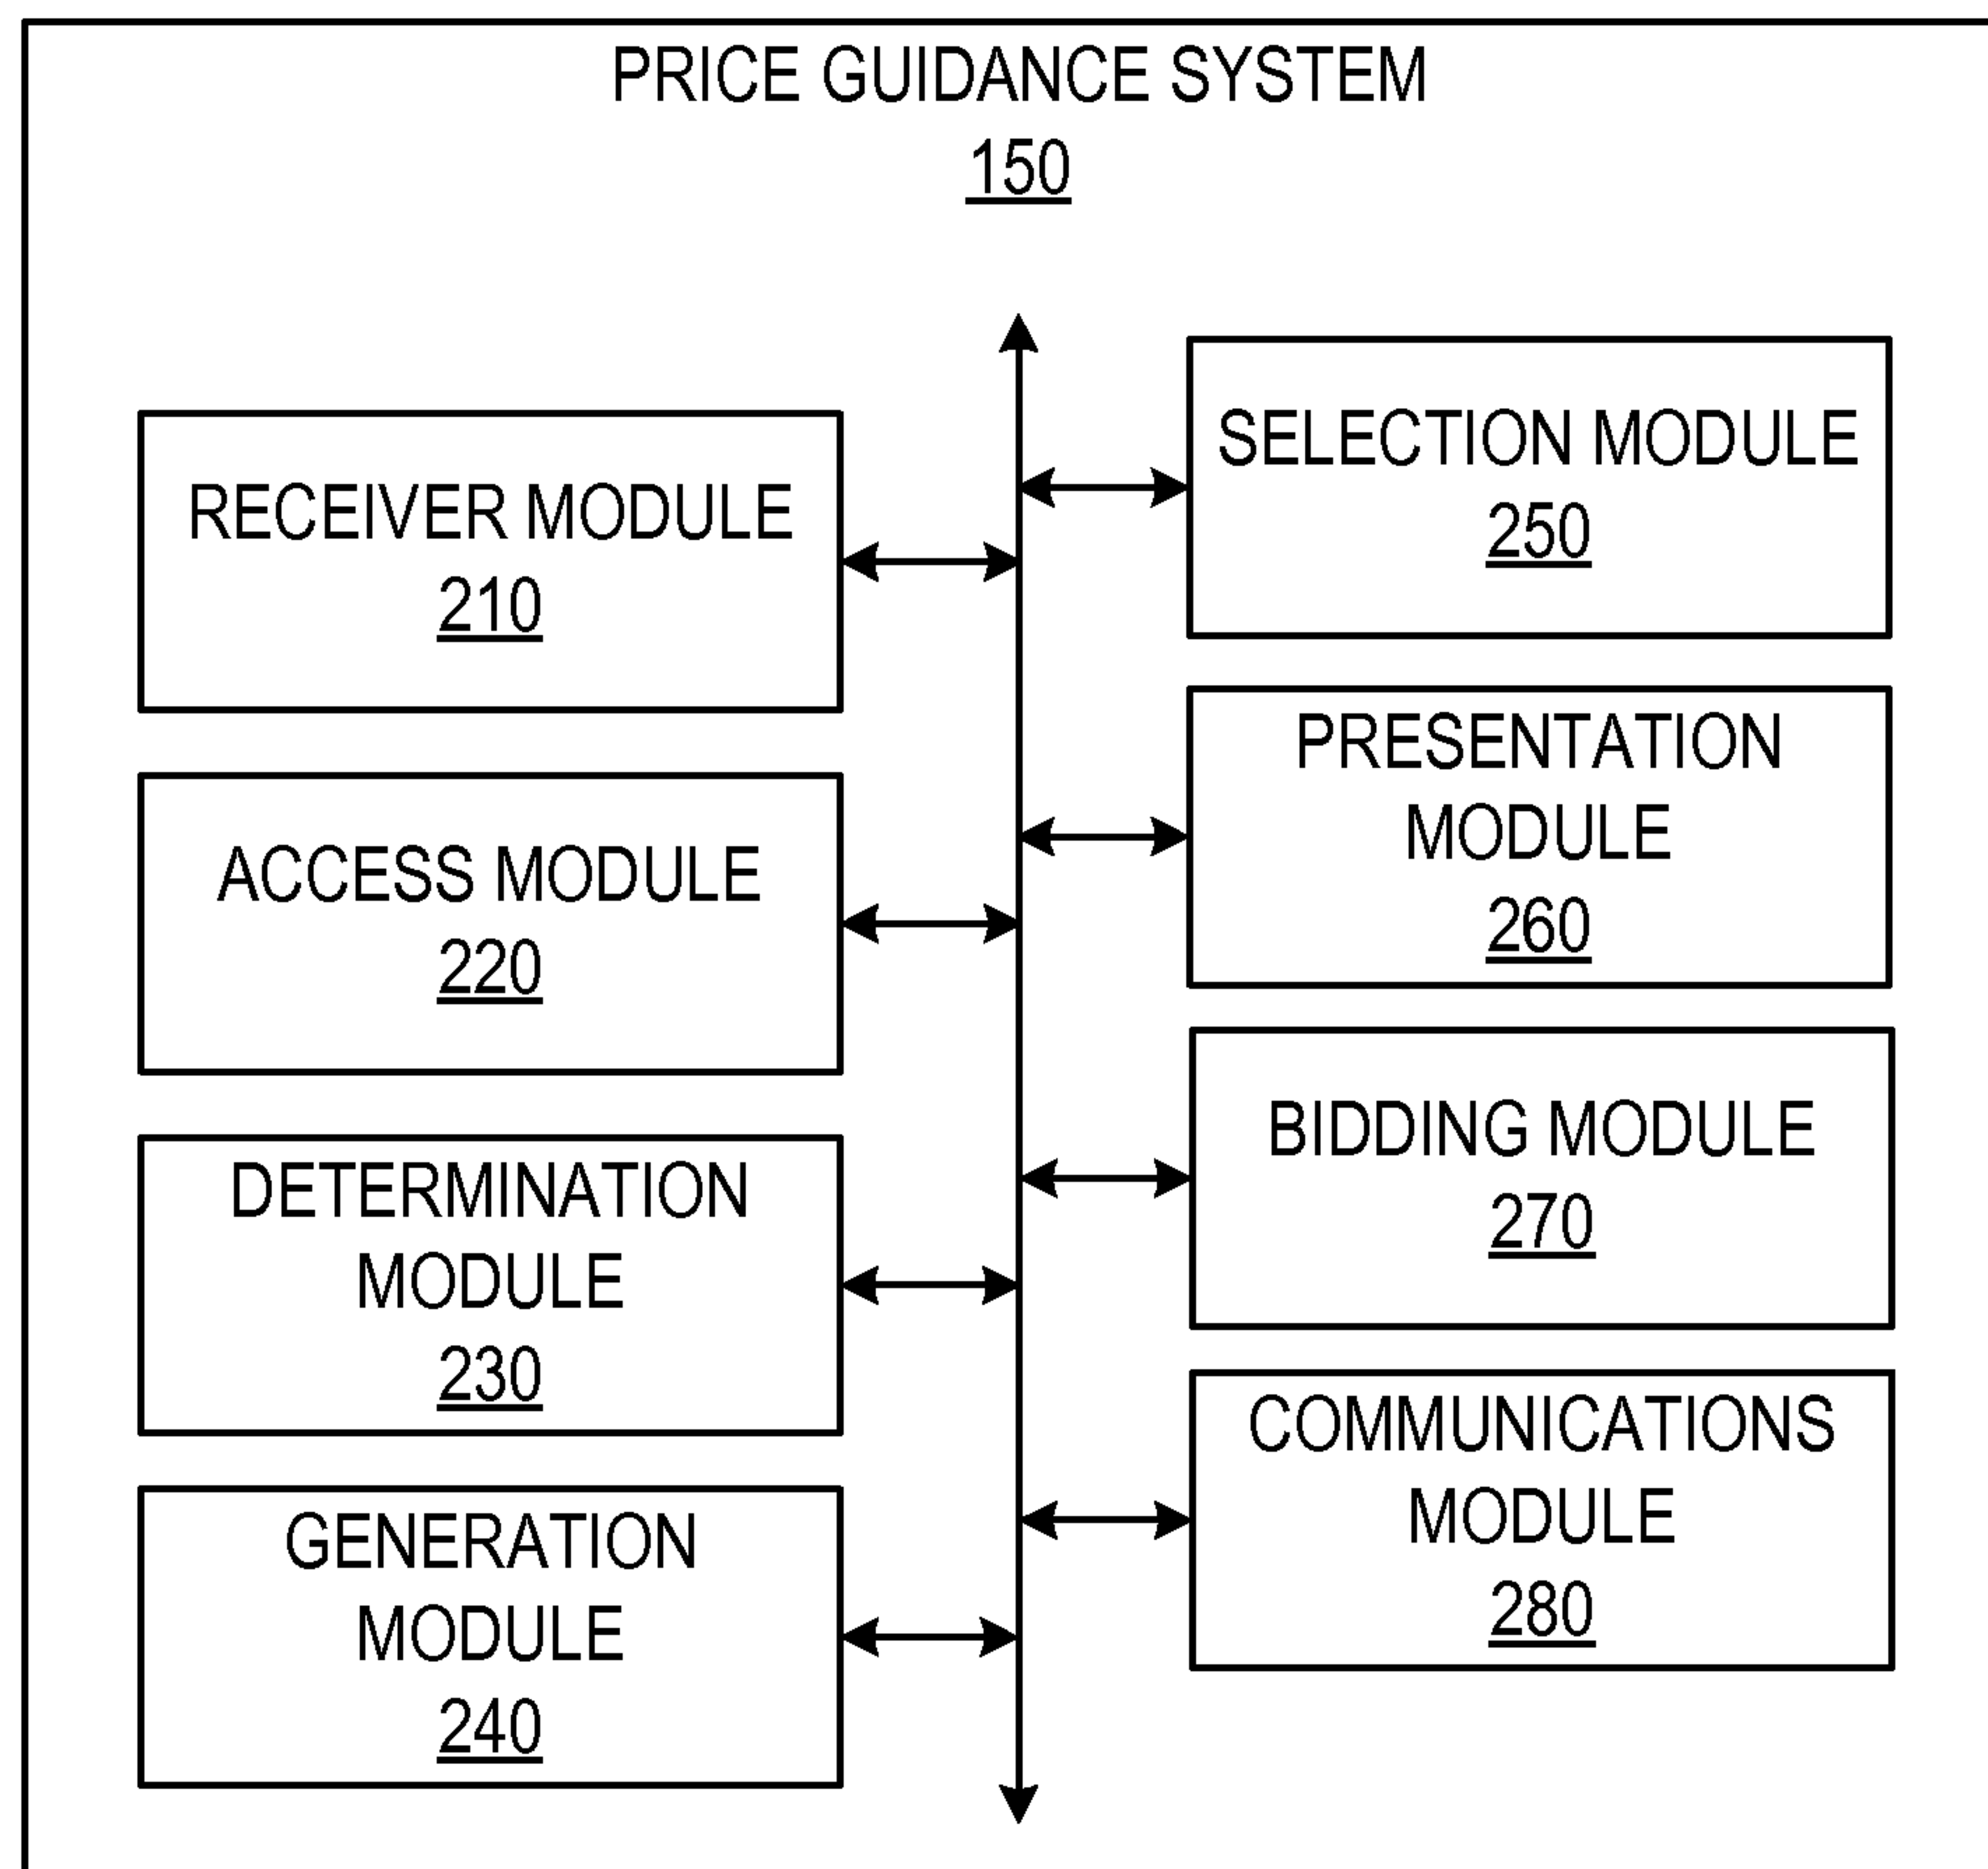 PRICE GUIDANCE SYSTEM
150
RECEIVER MODULE
210
ACCESS MODULE
220
DETERMINATION
MODULE
230
GENERATION
MODULE
240
SELECTION MODULE
250
PRESENTATION
MODULE
260
BIDDING MODULE
270
COMMUNICATIONS
MODULE
280